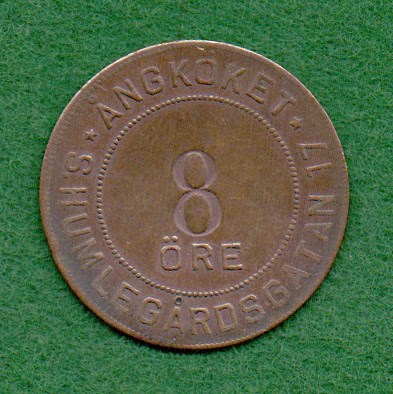 ★ ÅNGKÖKET ★
S. HUMLEGÅRDSGATAN 17
8
ÖRE